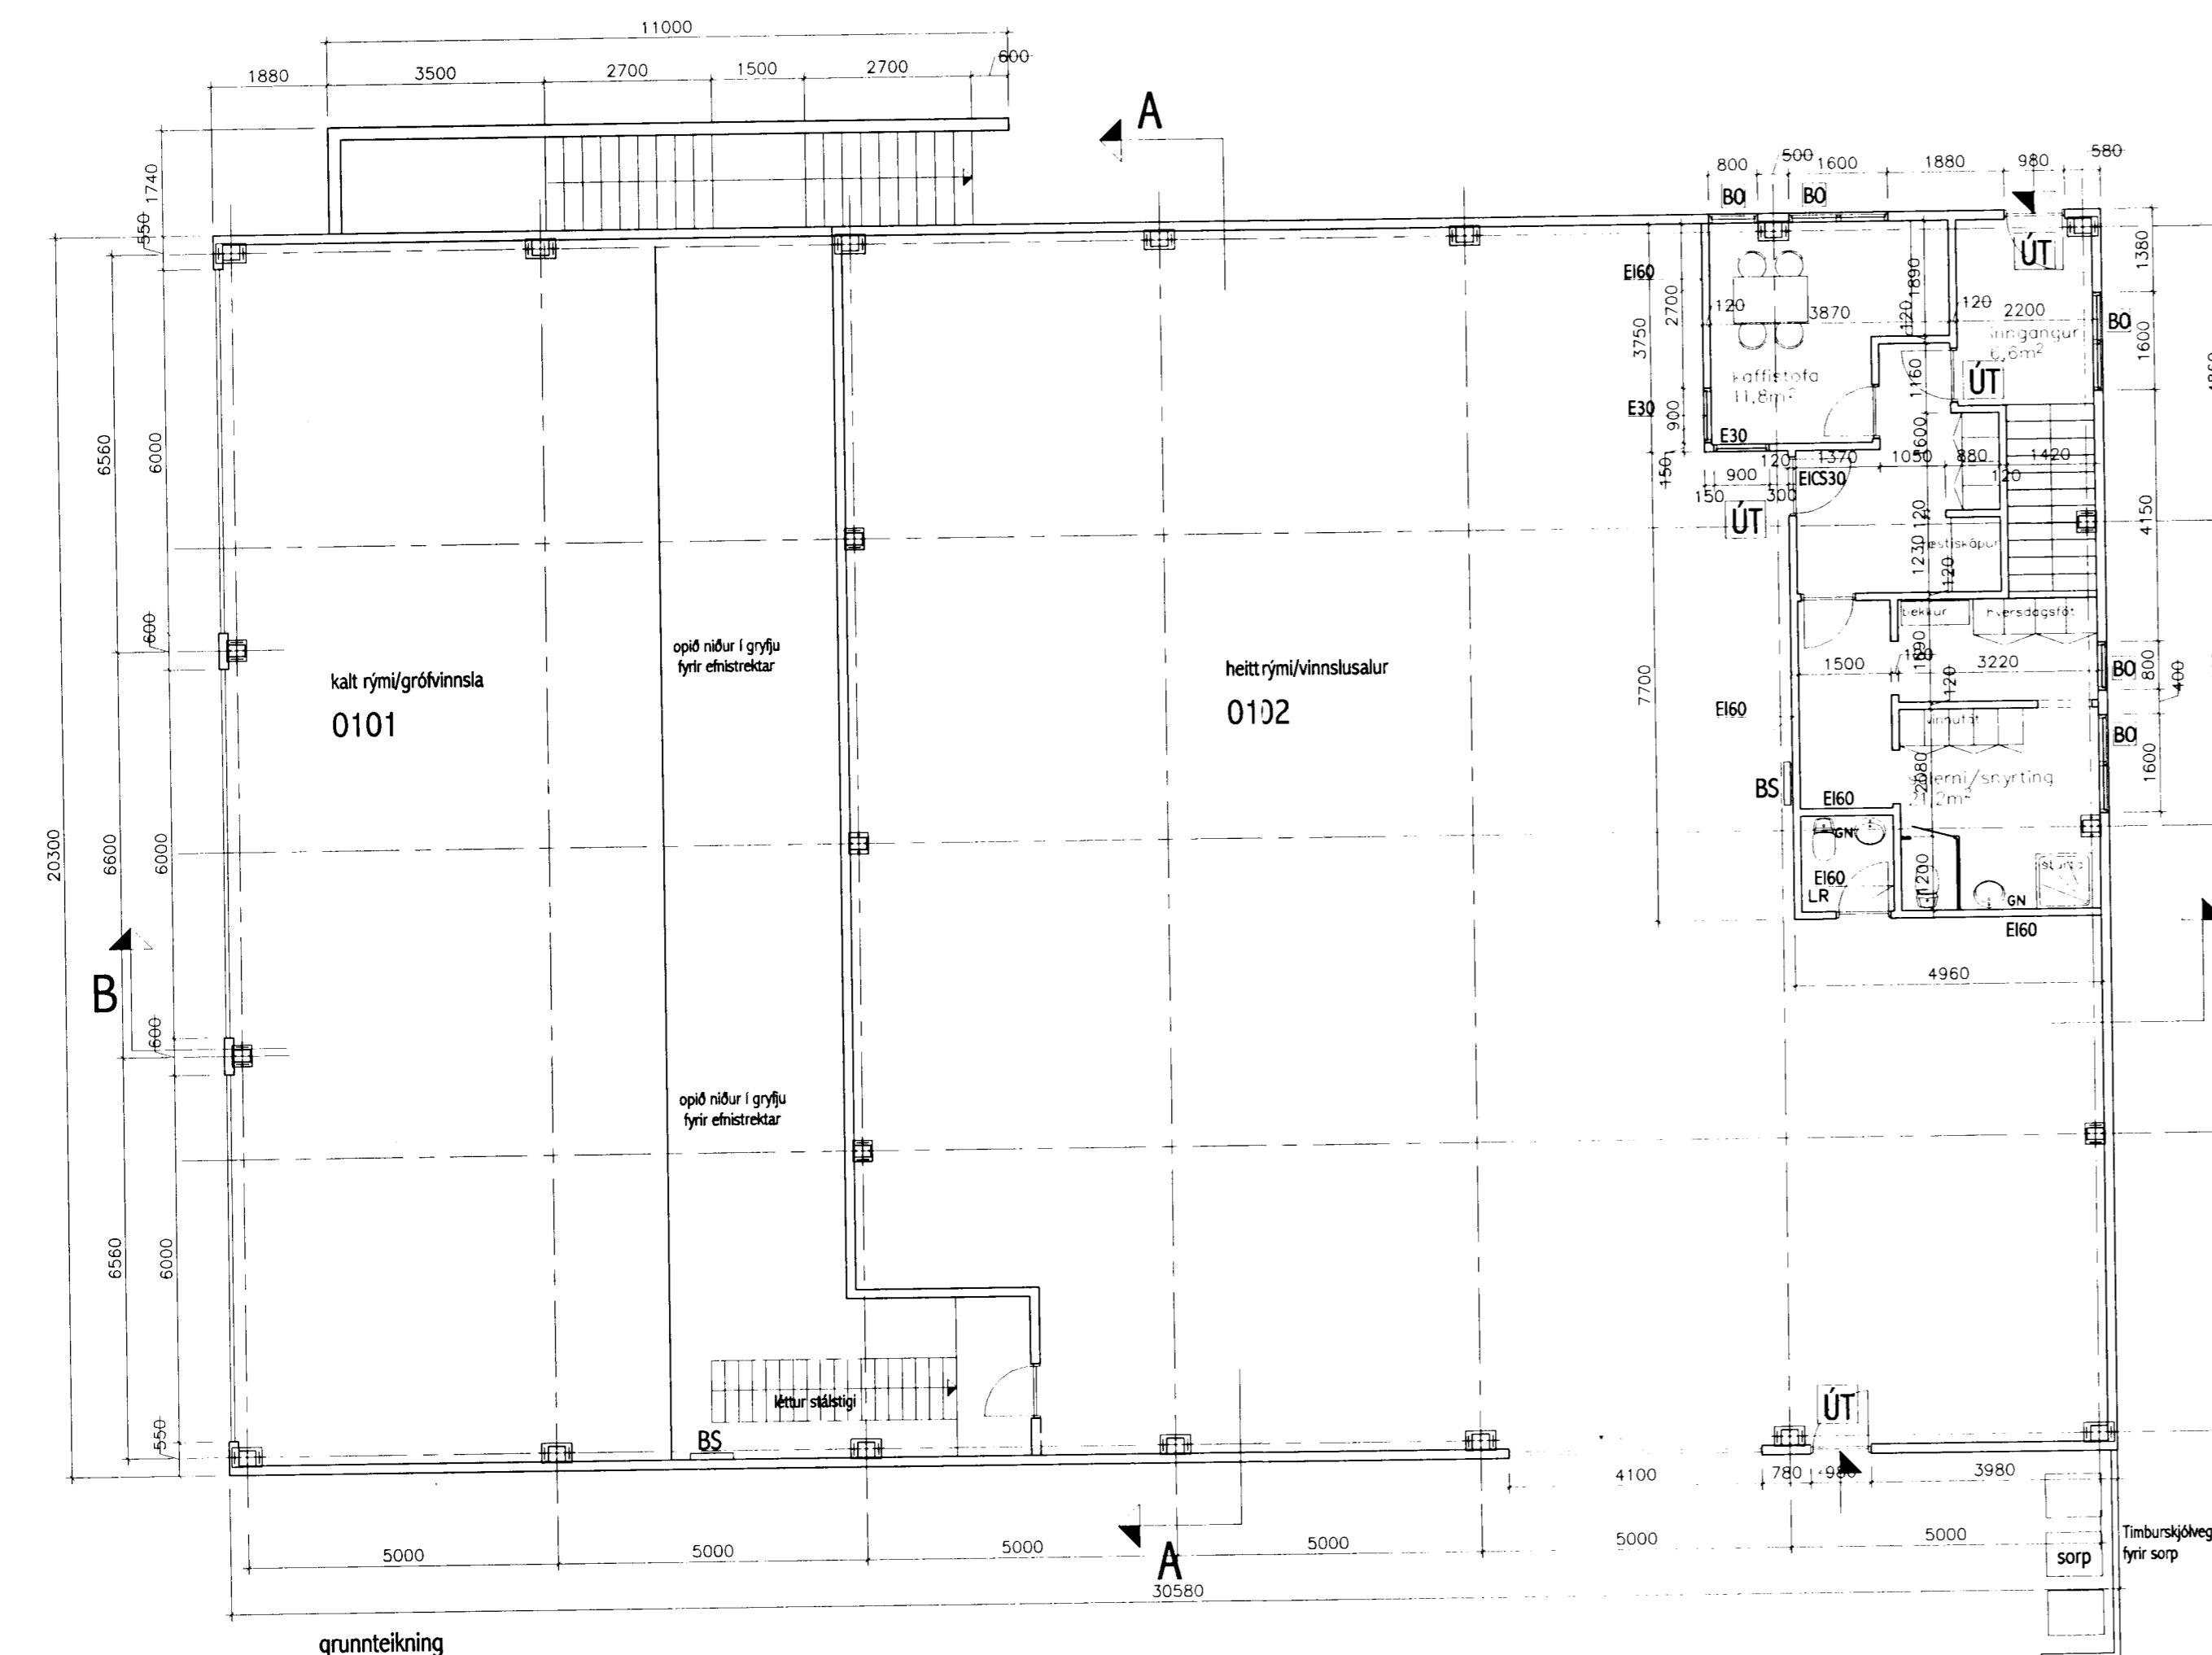 11000
1880
3500
2700
1500
2700
600
A
1740
550
800
500
1600
1880
980
580
BO
BO
ÚT
1380
EI60
2700
1890
120
3870
120
120
2200
BO
6,6m²
3750
1600
kaffistofa
11,8m²
1160
ÚT
E30
900
E30
6560
6000
1600
120
1370
1050
880
120
1420
EICS30
150
900
150
300
ÚT
120
4150
1230
120
600
bekkur
hversdagsföt
opið niður í gryfju
fyrir efnistrektar
kalt rými/grófvinnsla
0101
heitt rými/vinnslusalur
0102
1500
3220
120
BO
800
400
7700
EI60
vinnuföt
BO
2080
1600
BS
EI60
20300
6600
6000
GN
EI60
LR
1200
GN
EI60
B
4960
600
opið niður í gryfju
fyrir efnistrektar
6560
6000
léttur stálstigi
ÚT
550
BS
4100
780
980
3980
5000
5000
5000
5000
5000
5000
A
30580
sorp
Timburskjólveg
fyrir sorp
grunnteikning